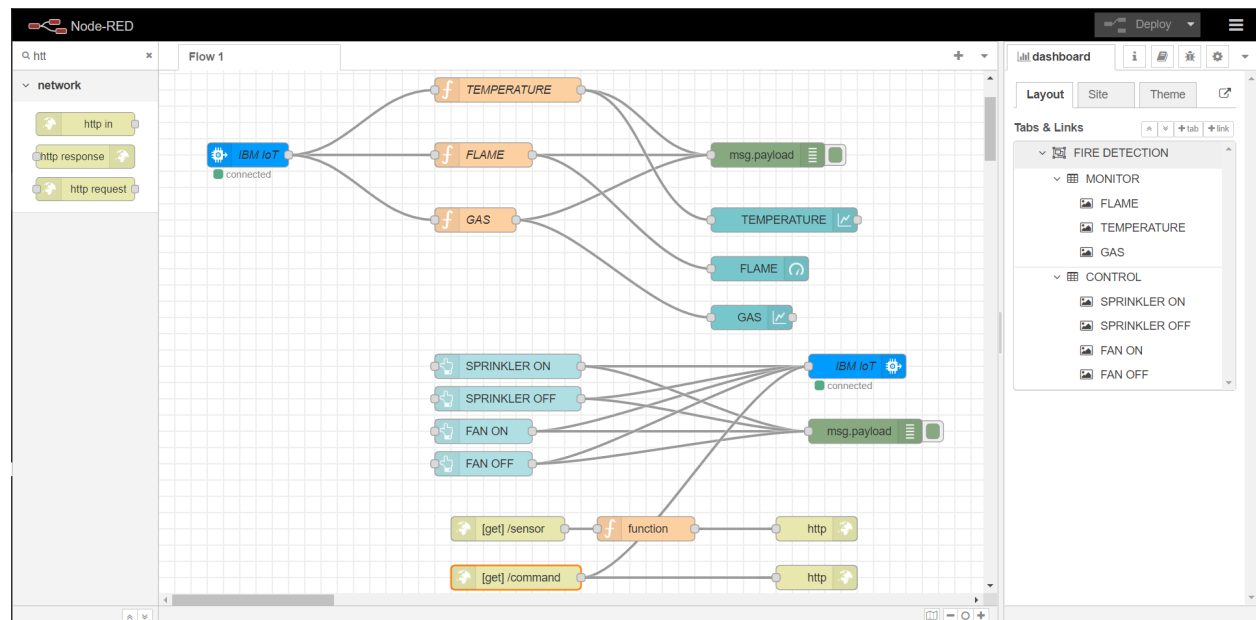 Node-RED
Deploy
htt
Flow 1
dashboard
i
network
http in
http response
http request
TEMPERATURE
IBM IoT
connected
f FLAME
msg.payload
f GAS
TEMPERATURE
FLAME
GAS
SPRINKLER ON
IBM IoT
connected
SPRINKLER OFF
FAN ON
msg.payload
FAN OFF
[get] /sensor
f function
http
[get] /command
http
Layout
Site
Theme
Tabs & Links
+tab
+link
FIRE DETECTION
MONITOR
FLAME
TEMPERATURE
GAS
CONTROL
SPRINKLER ON
SPRINKLER OFF
FAN ON
FAN OFF